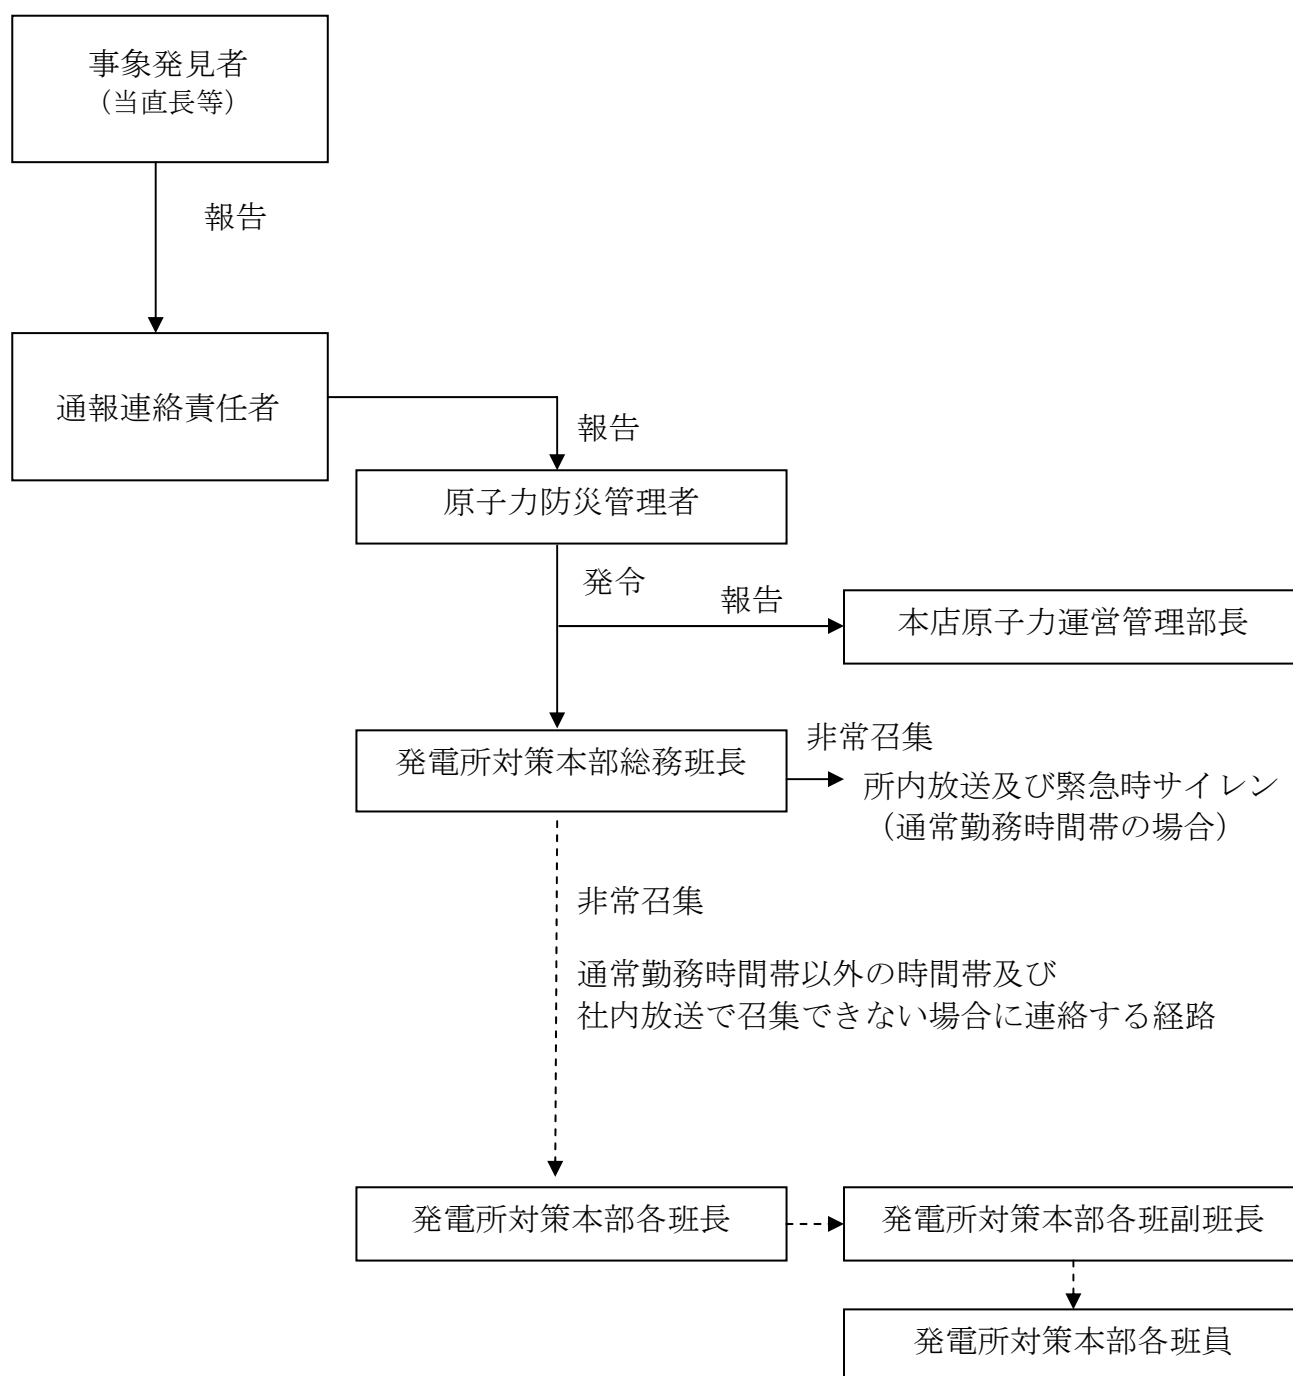 事象発見者
（当直長等）
報告
通報連絡責任者
報告
原子力防災管理者
発令
報告
本店原子力運営管理部長
発電所対策本部総務班長
非常召集
所内放送及び緊急時サイレン
（通常勤務時間帯の場合）
非常召集
通常勤務時間帯以外の時間帯及び
社内放送で召集できない場合に連絡する経路
発電所対策本部各班長
発電所対策本部各班副班長
発電所対策本部各班員